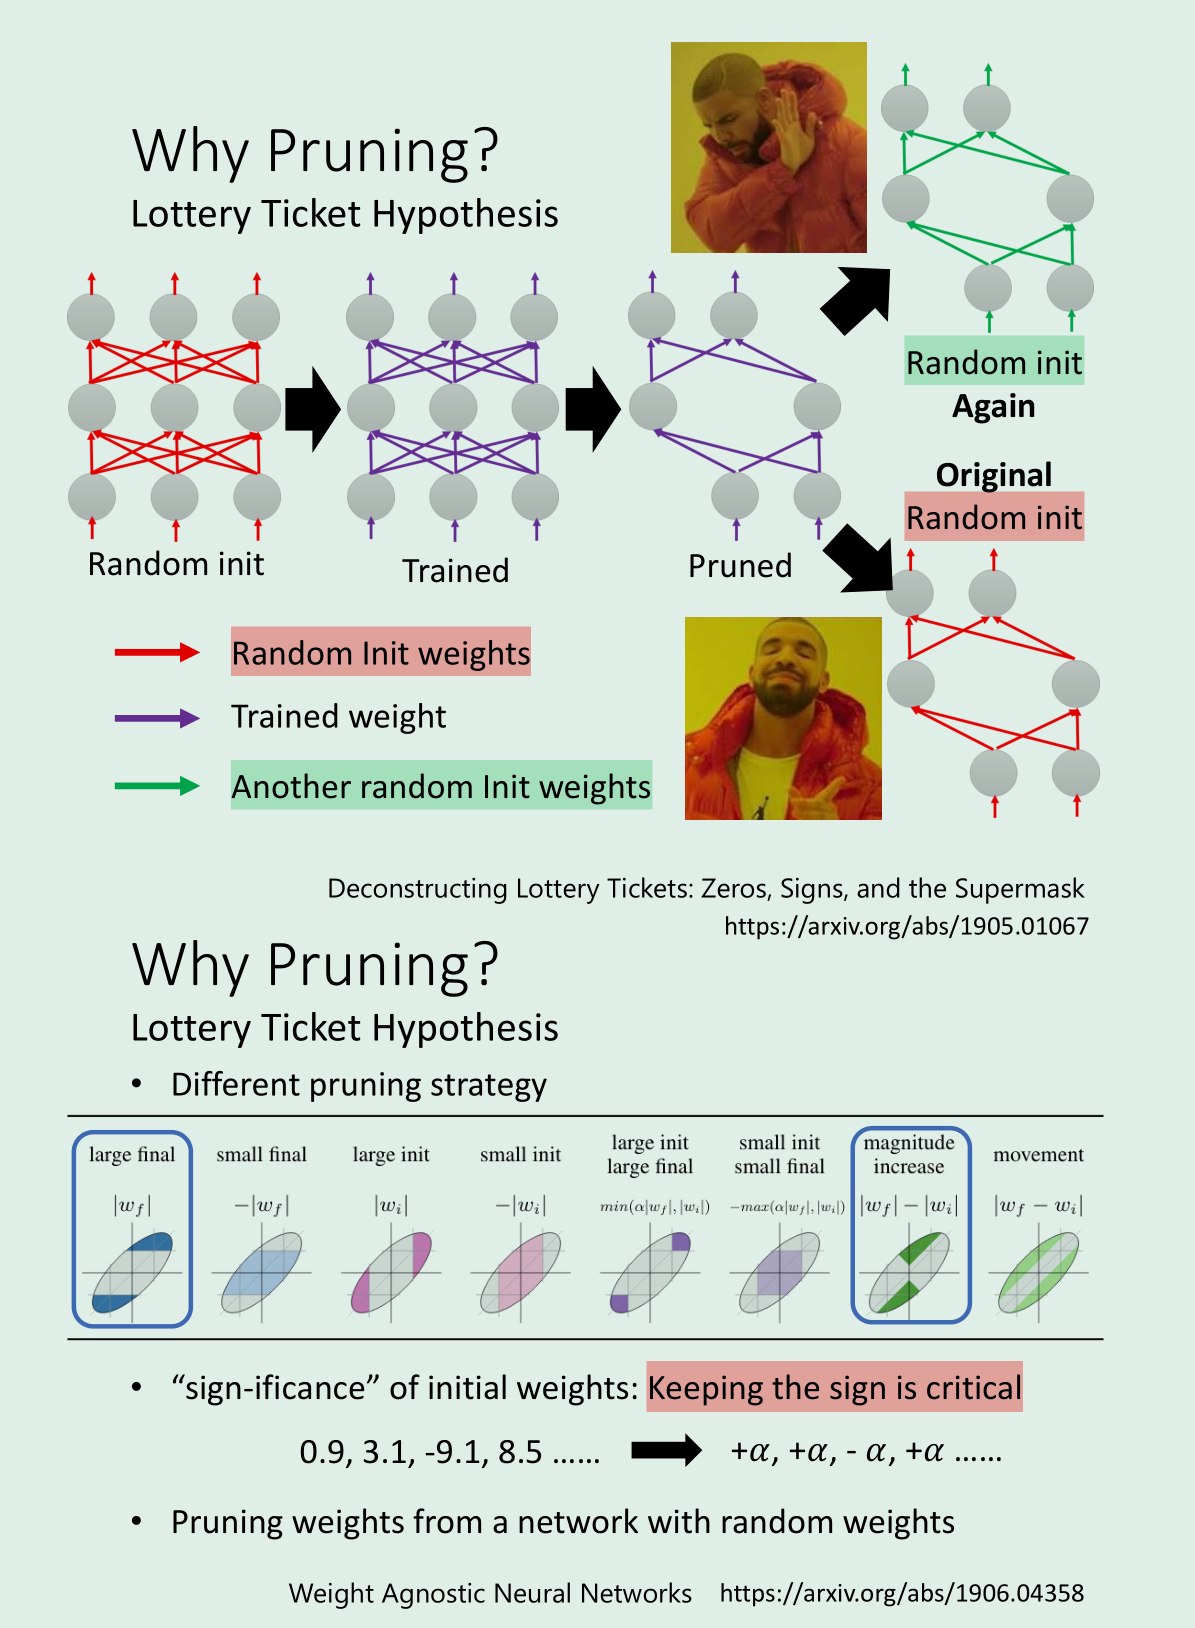 Why Pruning?
Lottery Ticket Hypothesis
Random init
Again
Original
Random init
Random init
Trained
Pruned
Random Init weights
Trained weight
Another random Init weights
Deconstructing Lottery Tickets: Zeros, Signs, and the Supermask
https://arxiv.org/abs/1905.01067
Why Pruning?
Lottery Ticket Hypothesis
• Different pruning strategy
large final
|w_f|
small final
−|w_f|
large init
|w_i|
small init
−|w_i|
large init
large final
min(α|w_f|, |w_i|)
small init
small final
−max(α|w_f|, |w_i|)
magnitude
increase
|w_f| − |w_i|
movement
|w_f − w_i|
• “sign-ificance” of initial weights: Keeping the sign is critical
0.9, 3.1, -9.1, 8.5 …… +α, +α, - α, +α ……
• Pruning weights from a network with random weights
Weight Agnostic Neural Networks https://arxiv.org/abs/1906.04358